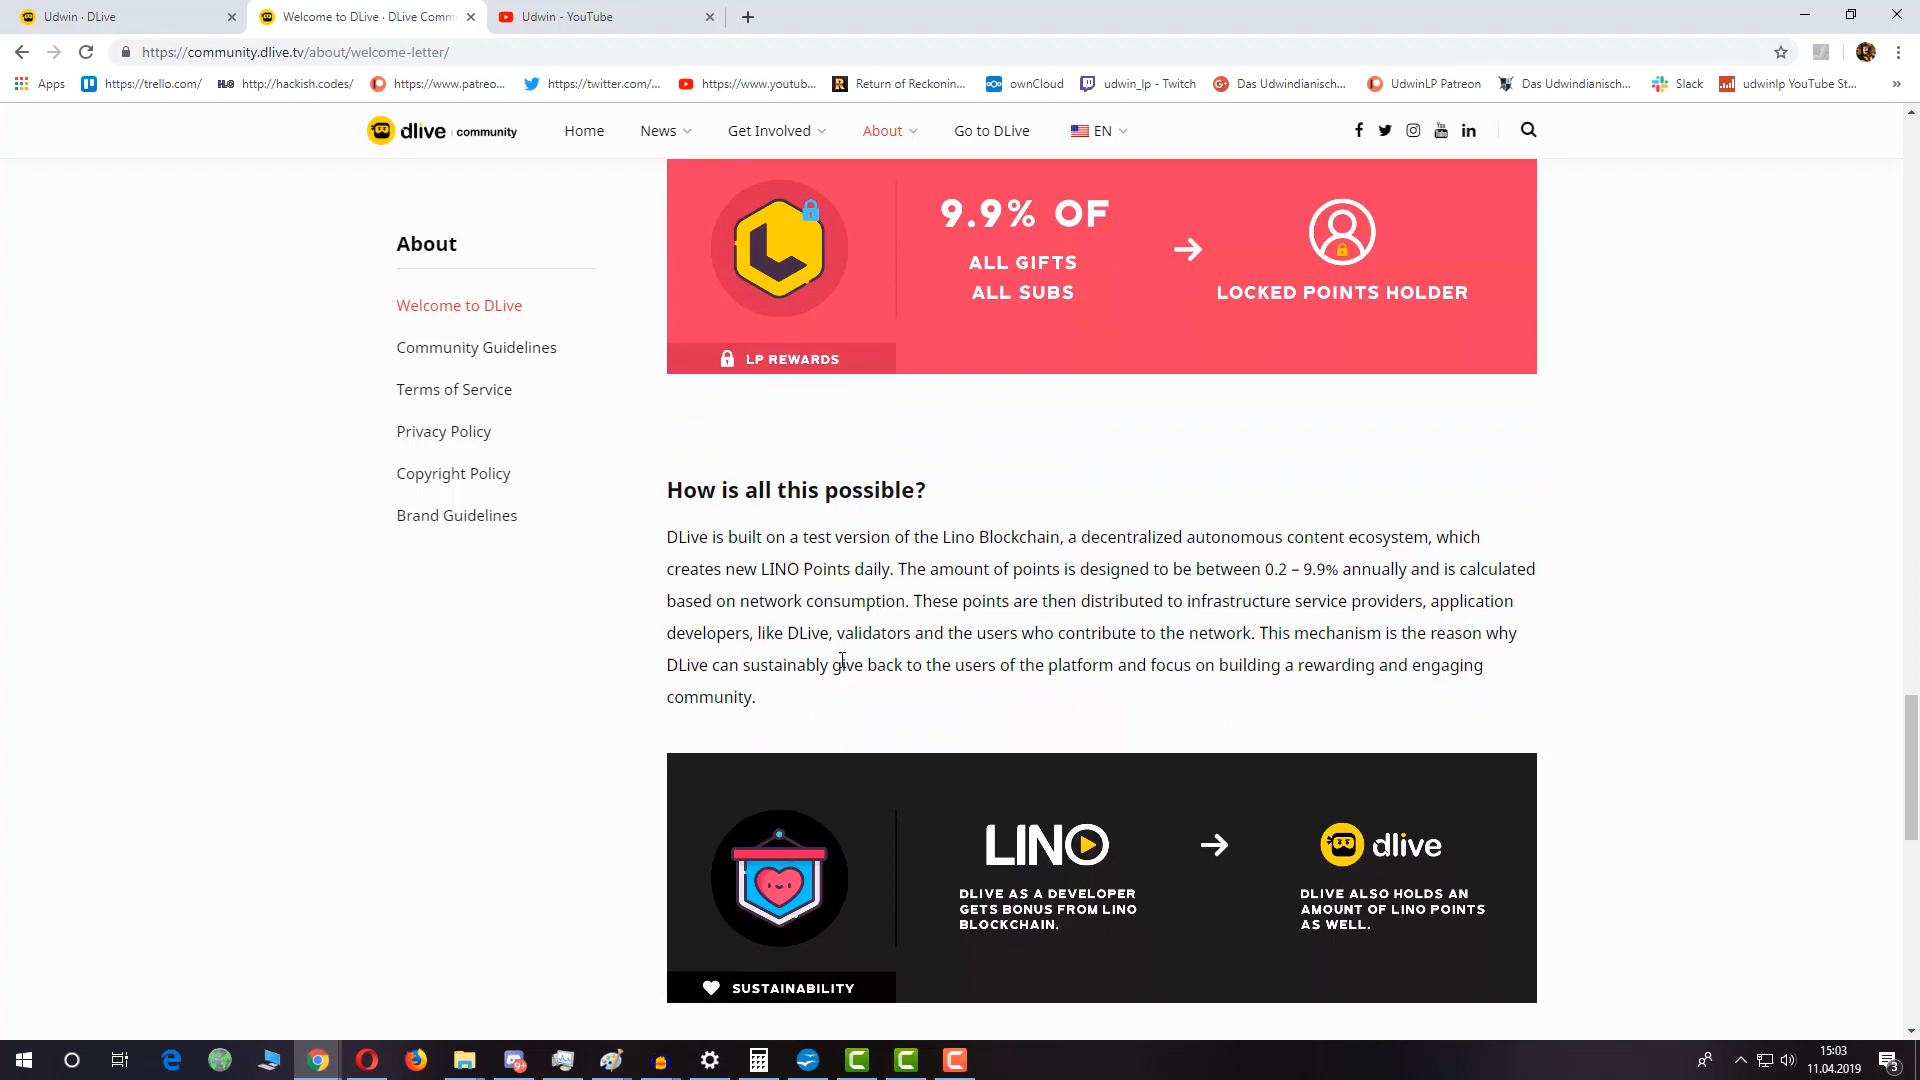 Udwin · DLive
Welcome to DLive · DLive Comm
Udwin - YouTube
https://community.dlive.tv/about/welcome-letter/
Apps
https://trello.com/
http://hackish.codes/
https://www.patreo...
https://twitter.com/...
https://www.youtub...
Return of Reckonin...
ownCloud
udwin_lp - Twitch
Das Udwindianisch...
UdwinLP Patreon
Das Udwindianisch...
Slack
udwinlp YouTube St...
»
dlive | community
Home
News
Get Involved
About
Go to DLive
EN
9.9% OF
ALL GIFTS
ALL SUBS
LOCKED POINTS HOLDER
LP REWARDS
About
Welcome to DLive
Community Guidelines
Terms of Service
Privacy Policy
Copyright Policy
Brand Guidelines
How is all this possible?
DLive is built on a test version of the Lino Blockchain, a decentralized autonomous content ecosystem, which
creates new LINO Points daily. The amount of points is designed to be between 0.2 – 9.9% annually and is calculated
based on network consumption. These points are then distributed to infrastructure service providers, application
developers, like DLive, validators and the users who contribute to the network. This mechanism is the reason why
DLive can sustainably give back to the users of the platform and focus on building a rewarding and engaging
community.
LINO
DLIVE AS A DEVELOPER
GETS BONUS FROM LINO
BLOCKCHAIN.
dlive
DLIVE ALSO HOLDS AN
AMOUNT OF LINO POINTS
AS WELL.
SUSTAINABILITY
15:03
11.04.2019
3